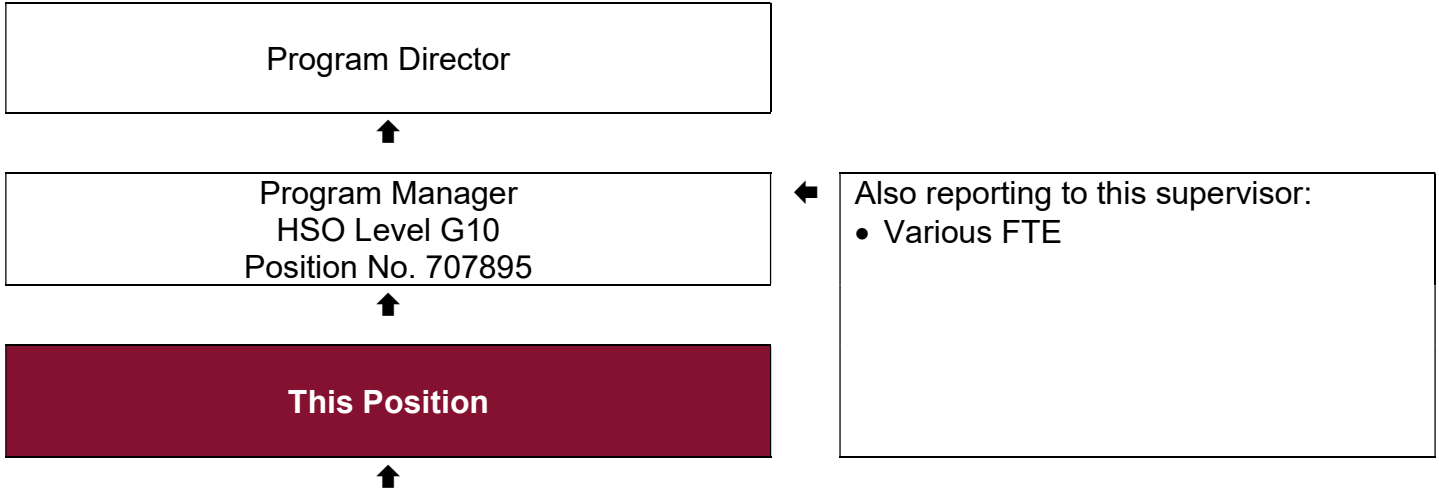 Program Director
Program Manager
HSO Level G10
Position No. 707895
Also reporting to this supervisor:
• Various FTE
This Position